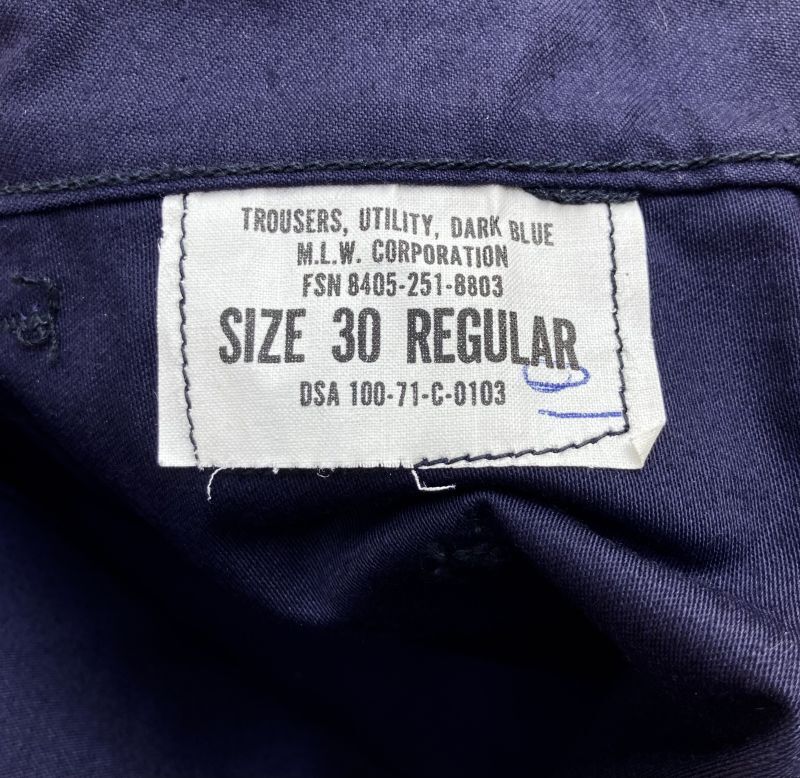 TROUSERS, UTILITY, DARK BLUE
M.L.W. CORPORATION
FSN 8405-251-8803
SIZE 30 REGULAR
DSA 100-71-C-0103